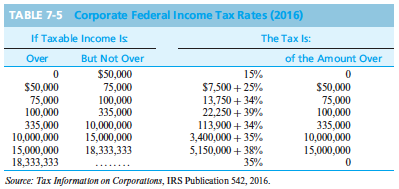 TABLE 7-5 Corporate Federal Income Tax Rates (2016)
If Taxable Income Is: The Tax Is:
Over But Not Over of the Amount Over
0 $50,000 15% 0
$50,000 75,000 $7,500 + 25% $50,000
75,000 100,000 13,750 + 34% 75,000
100,000 335,000 22,250 + 39% 100,000
335,000 10,000,000 113,900 + 34% 335,000
10,000,000 15,000,000 3,400,000 + 35% 10,000,000
15,000,000 18,333,333 5,150,000 + 38% 15,000,000
18,333,333 ........ 35% 0
Source: Tax Information on Corporations, IRS Publication 542, 2016.